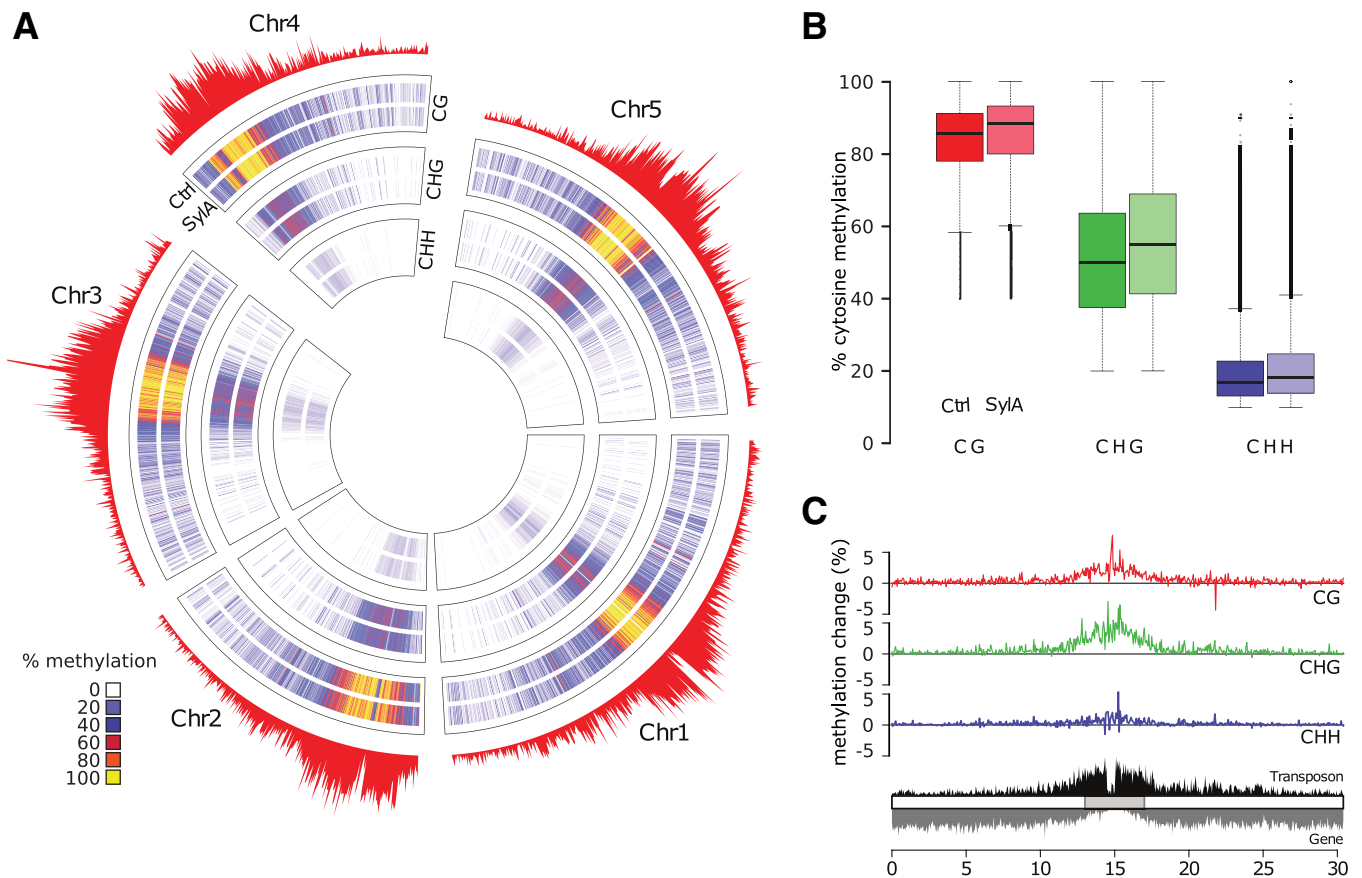 A
Chr4
Chr5
CG
CHG
CHH
Ctrl
SylA
Chr3
% methylation
0
20
40
60
80
100
Chr2
Chr1
B
% cytosine methylation
100
80
60
40
20
0
Ctrl SylA
CG CHG CHH
C
methylation change (%)
5
0
-5
CG
5
0
-5
CHG
5
0
-5
CHH
Transposon
Gene
0 5 10 15 20 25 30